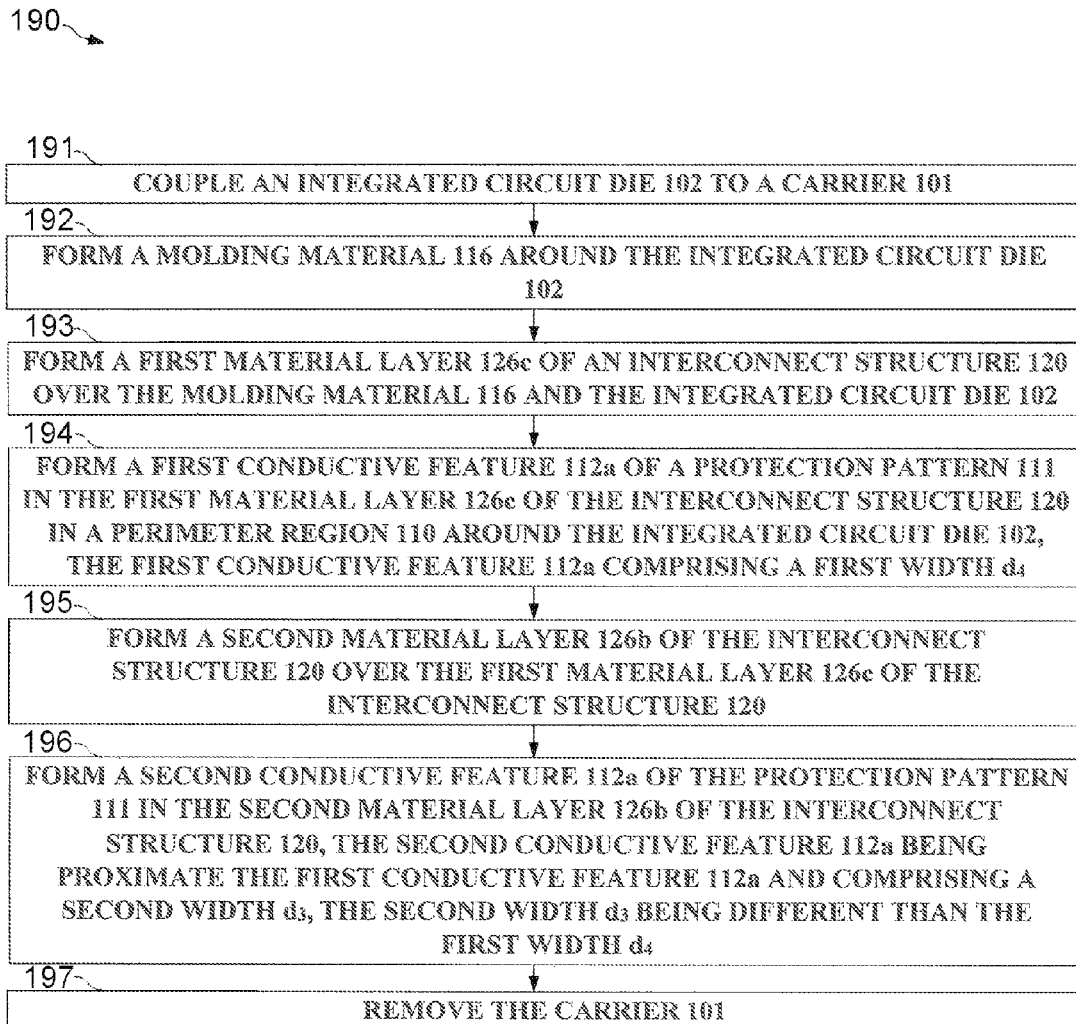 190
191
COUPLE AN INTEGRATED CIRCUIT DIE 102 TO A CARRIER 101
192
FORM A MOLDING MATERIAL 116 AROUND THE INTEGRATED CIRCUIT DIE
102
193
FORM A FIRST MATERIAL LAYER 126c OF AN INTERCONNECT STRUCTURE 120
OVER THE MOLDING MATERIAL 116 AND THE INTEGRATED CIRCUIT DIE 102
194
FORM A FIRST CONDUCTIVE FEATURE 112a OF A PROTECTION PATTERN 111
IN THE FIRST MATERIAL LAYER 126c OF THE INTERCONNECT STRUCTURE 120
IN A PERIMETER REGION 110 AROUND THE INTEGRATED CIRCUIT DIE 102,
THE FIRST CONDUCTIVE FEATURE 112a COMPRISING A FIRST WIDTH d₄
195
FORM A SECOND MATERIAL LAYER 126b OF THE INTERCONNECT
STRUCTURE 120 OVER THE FIRST MATERIAL LAYER 126c OF THE
INTERCONNECT STRUCTURE 120
196
FORM A SECOND CONDUCTIVE FEATURE 112a OF THE PROTECTION PATTERN
111 IN THE SECOND MATERIAL LAYER 126b OF THE INTERCONNECT
STRUCTURE 120, THE SECOND CONDUCTIVE FEATURE 112a BEING
PROXIMATE THE FIRST CONDUCTIVE FEATURE 112a AND COMPRISING A
SECOND WIDTH d₃, THE SECOND WIDTH d₃ BEING DIFFERENT THAN THE
FIRST WIDTH d₄
197
REMOVE THE CARRIER 101